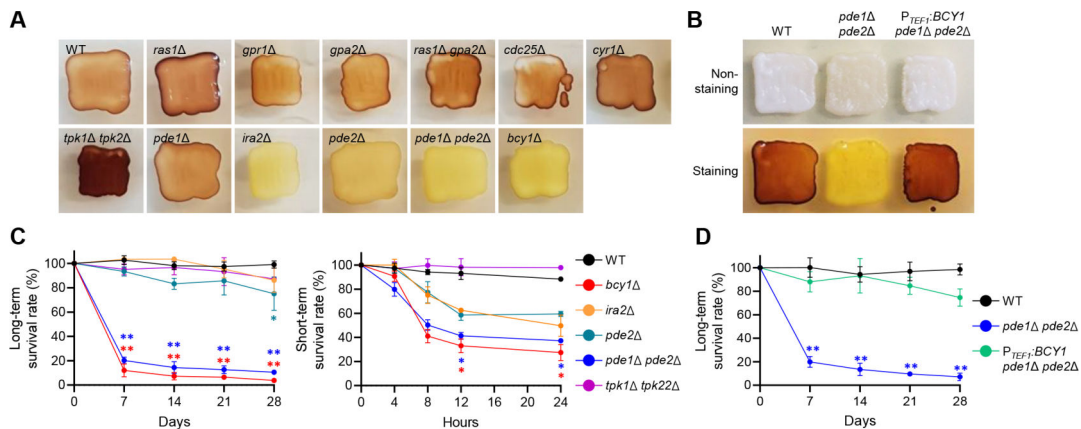 A
WT
ras1Δ
gpr1Δ
gpa2Δ
ras1Δ gpa2Δ
cdc25Δ
cyr1Δ
tpk1Δ tpk2Δ
pde1Δ
ira2Δ
pde2Δ
pde1Δ pde2Δ
bcy1Δ
B
WT
pde1Δ
pde2Δ
PTEF1:BCY1
pde1Δ pde2Δ
Non-
staining
Staining
C
Long-term
survival rate (%)
100
80
60
40
20
0
** ** ** **
** ** ** **
*
0 7 14 21 28
Days
Short-term
survival rate (%)
100
80
60
40
20
0
* *
* *
0 4 8 12 16 20 24
Hours
WT
bcy1Δ
ira2Δ
pde2Δ
pde1Δ pde2Δ
tpk1Δ tpk22Δ
D
Long-term
survival rate (%)
100
80
60
40
20
0
** ** ** **
0 7 14 21 28
Days
WT
pde1Δ pde2Δ
PTEF1:BCY1
pde1Δ pde2Δ